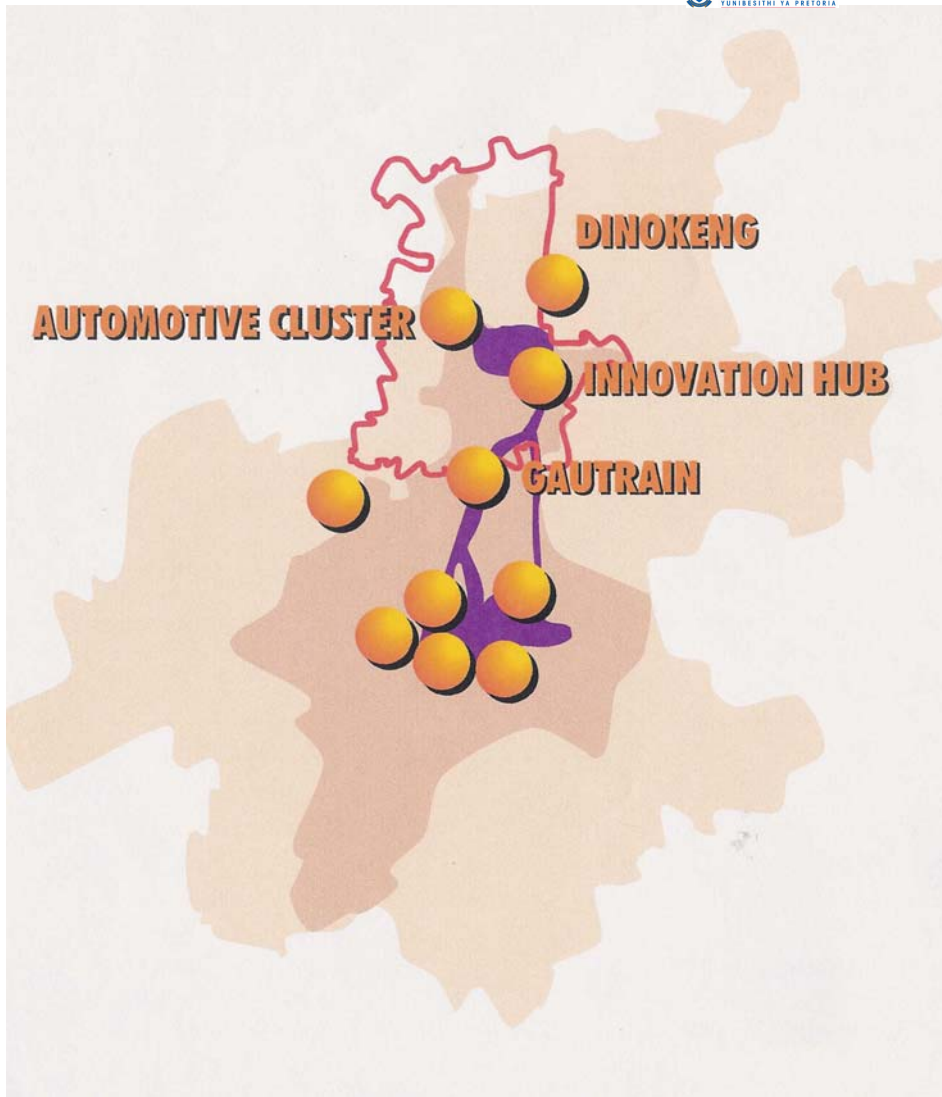 YUNIBESITHI YA PRETORIA
DINOKENG
AUTOMOTIVE CLUSTER
INNOVATION HUB
GAUTRAIN